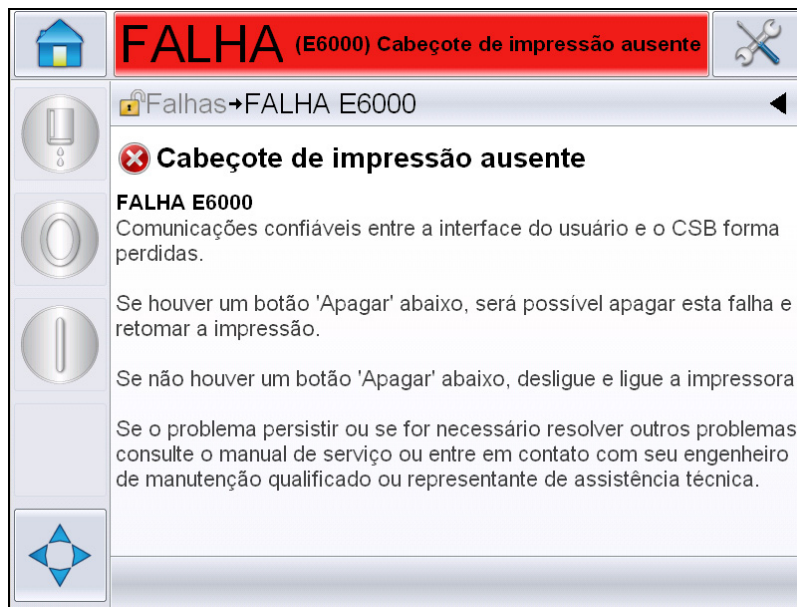 FALHA (E6000) Cabeçote de impressão ausente
Falhas→FALHA E6000
Cabeçote de impressão ausente
FALHA E6000
Comunicações confiáveis entre a interface do usuário e o CSB forma
perdidas.
Se houver um botão 'Apagar' abaixo, será possível apagar esta falha e
retomar a impressão.
Se não houver um botão 'Apagar' abaixo, desligue e ligue a impressora
Se o problema persistir ou se for necessário resolver outros problemas
consulte o manual de serviço ou entre em contato com seu engenheiro
de manutenção qualificado ou representante de assistência técnica.